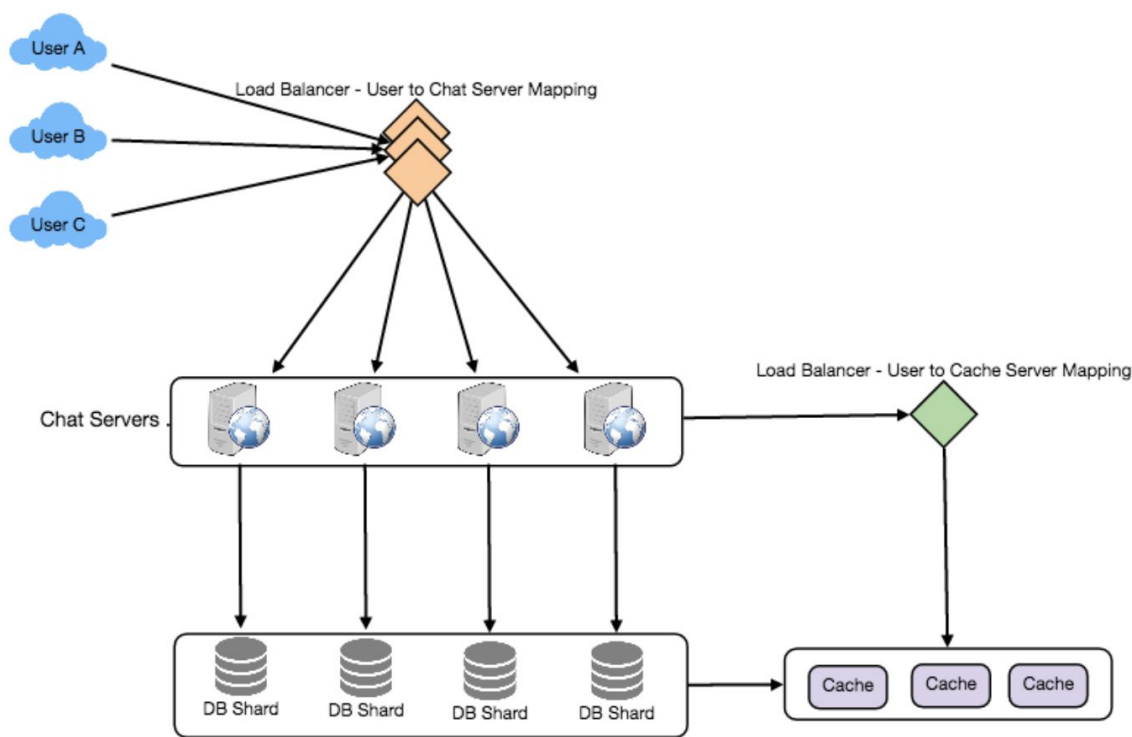 User A
Load Balancer - User to Chat Server Mapping
User B
User C
Load Balancer - User to Cache Server Mapping
Chat Servers .
DB Shard
DB Shard
DB Shard
DB Shard
Cache
Cache
Cache